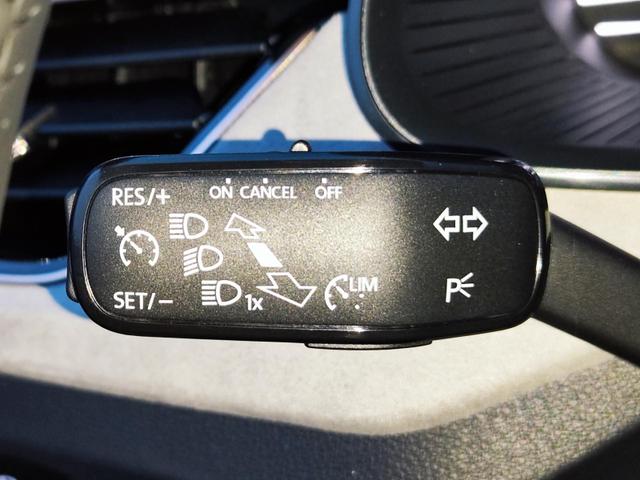 RES/+ ON CANCEL OFF
SET/− 1x LIM
P